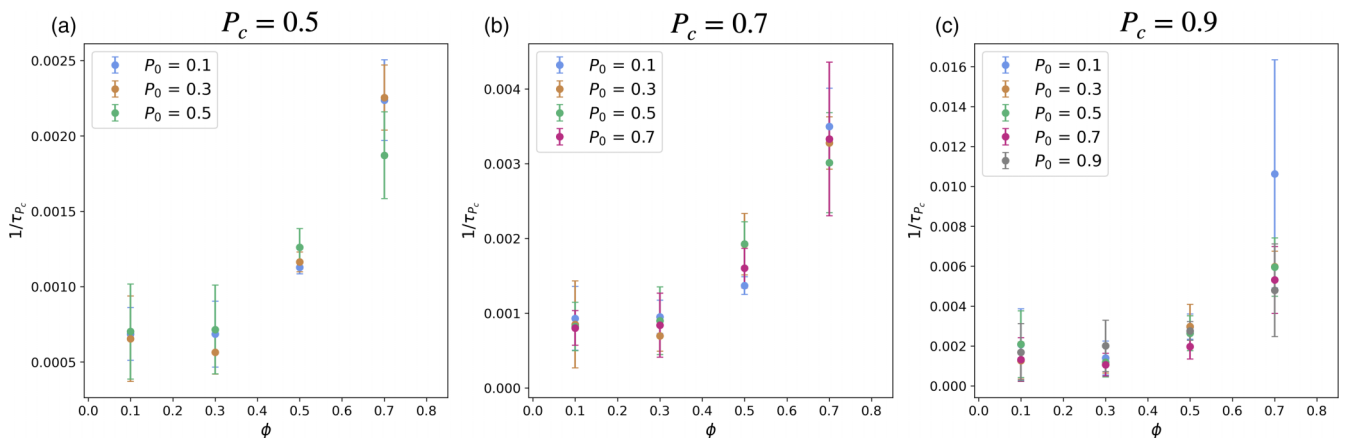 (a) P_c = 0.5
0.0025
0.0020
0.0015
0.0010
0.0005
1/τ_{P_c}
P_0 = 0.1
P_0 = 0.3
P_0 = 0.5
0.0 0.1 0.2 0.3 0.4 0.5 0.6 0.7 0.8
ϕ
(b) P_c = 0.7
0.004
0.003
0.002
0.001
0.000
1/τ_{P_c}
P_0 = 0.1
P_0 = 0.3
P_0 = 0.5
P_0 = 0.7
0.0 0.1 0.2 0.3 0.4 0.5 0.6 0.7 0.8
ϕ
(c) P_c = 0.9
0.016
0.014
0.012
0.010
0.008
0.006
0.004
0.002
0.000
1/τ_{P_c}
P_0 = 0.1
P_0 = 0.3
P_0 = 0.5
P_0 = 0.7
P_0 = 0.9
0.0 0.1 0.2 0.3 0.4 0.5 0.6 0.7 0.8
ϕ